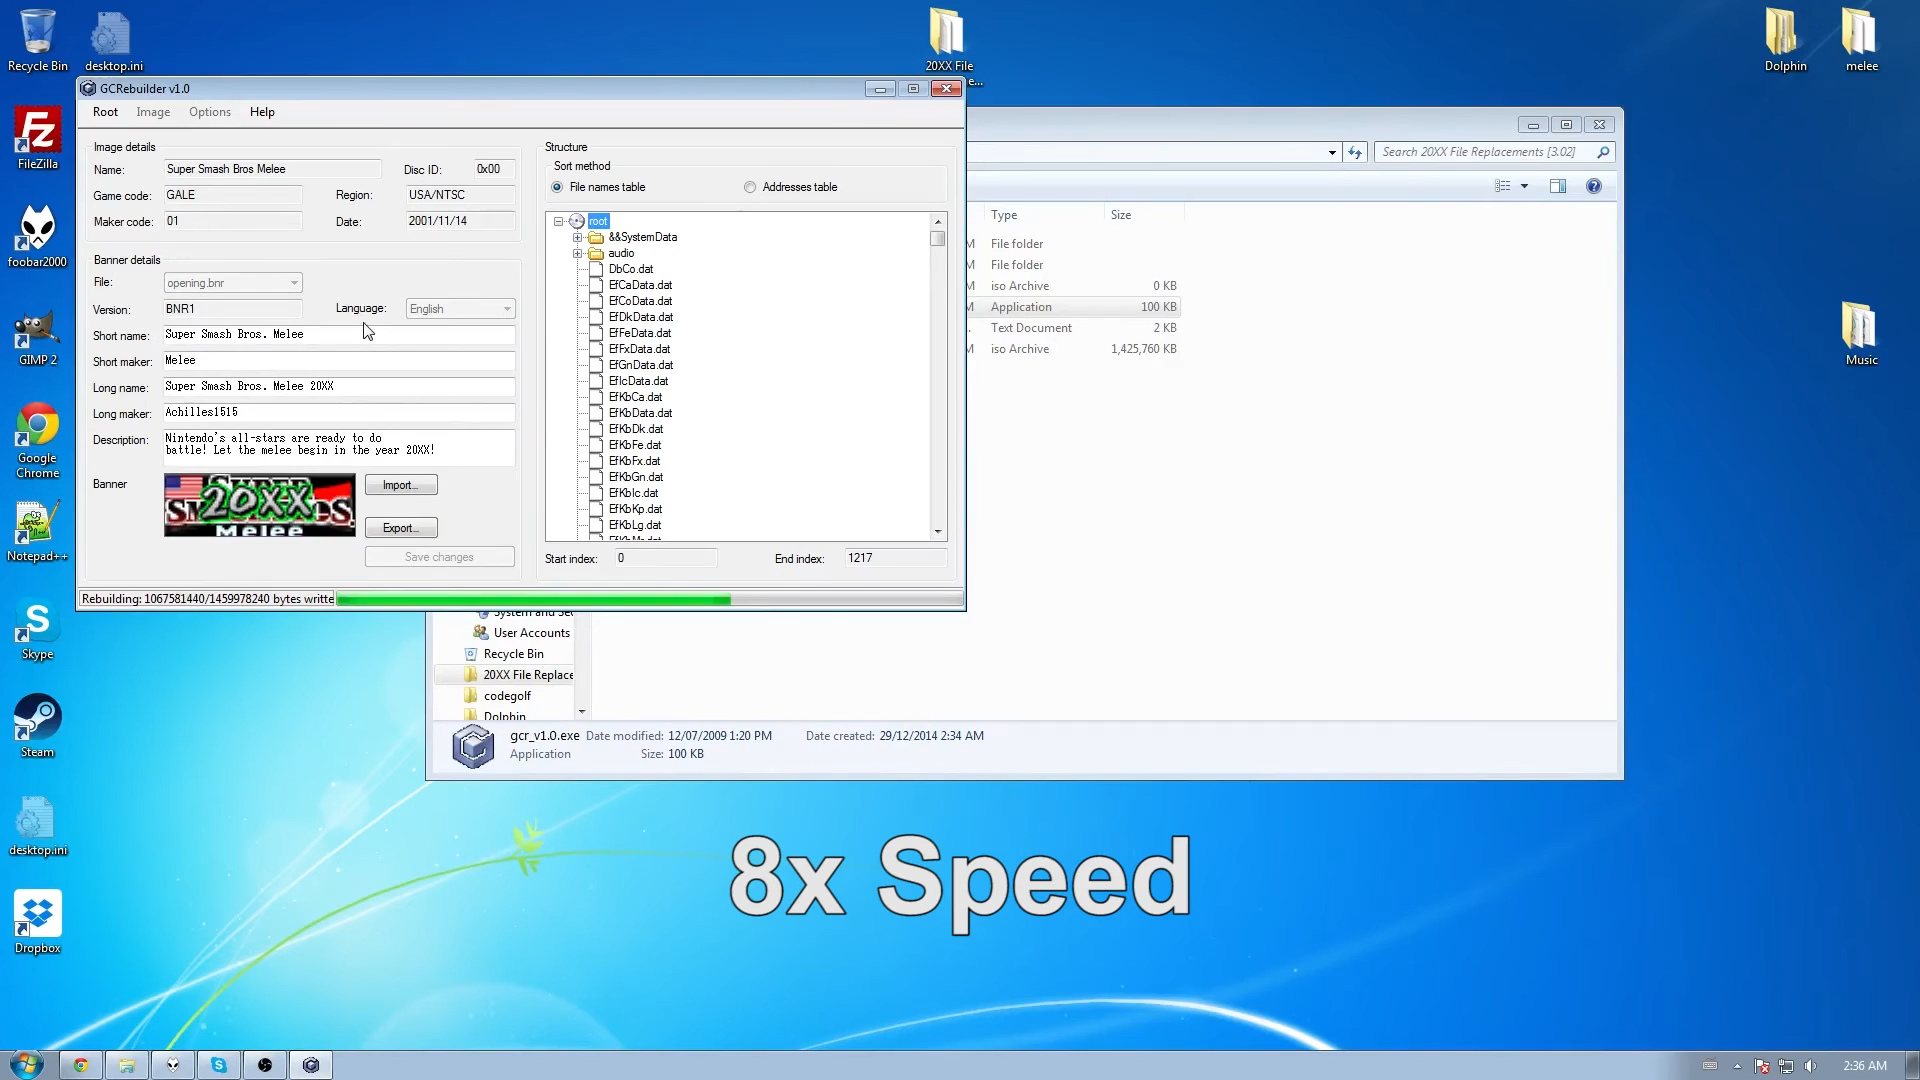 Recycle Bin
desktop.ini
FileZilla
foobar2000
GIMP 2
Google
Chrome
Notepad++
Skype
Steam
desktop.ini
Dropbox
20XX File
e...
Dolphin
melee
Music
GCRebuilder v1.0
Root Image Options Help
Image details
Name: Super Smash Bros Melee Disc ID: 0x00
Game code: GALE Region: USA/NTSC
Maker code: 01 Date: 2001/11/14
Banner details
File: opening.bnr
Version: BNR1 Language: English
Short name: Super Smash Bros. Melee
Short maker: Melee
Long name: Super Smash Bros. Melee 20XX
Long maker: Achilles1515
Description: Nintendo's all-stars are ready to do
battle! Let the melee begin in the year 20XX!
Banner
20XX
Melee
Import...
Export...
Save changes
Structure
Sort method
File names table Addresses table
root
&&SystemData
audio
DbCo.dat
EfCaData.dat
EfCoData.dat
EfDkData.dat
EfFeData.dat
EfFxData.dat
EfGnData.dat
EfIcData.dat
EfKbCa.dat
EfKbData.dat
EfKbDk.dat
EfKbFe.dat
EfKbFx.dat
EfKbGn.dat
EfKbIc.dat
EfKbKp.dat
EfKbLg.dat
Start index: 0 End index: 1217
Rebuilding: 1067581440/1459978240 bytes writte
Search 20XX File Replacements [3.02]
Type Size
M File folder
M File folder
M iso Archive 0 KB
M Application 100 KB
. Text Document 2 KB
M iso Archive 1,425,760 KB
System and Sec
User Accounts
Recycle Bin
20XX File Replace
codegolf
Dolphin
gcr_v1.0.exe Date modified: 12/07/2009 1:20 PM Date created: 29/12/2014 2:34 AM
Application Size: 100 KB
8x Speed
2:36 AM